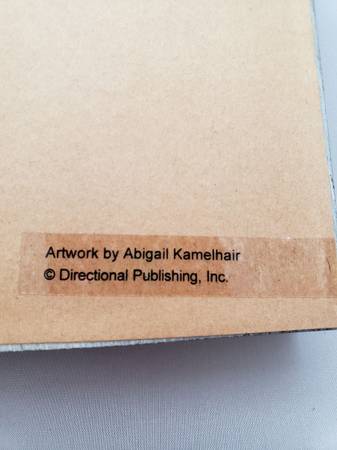 Artwork by Abigail Kamelhair
© Directional Publishing, Inc.